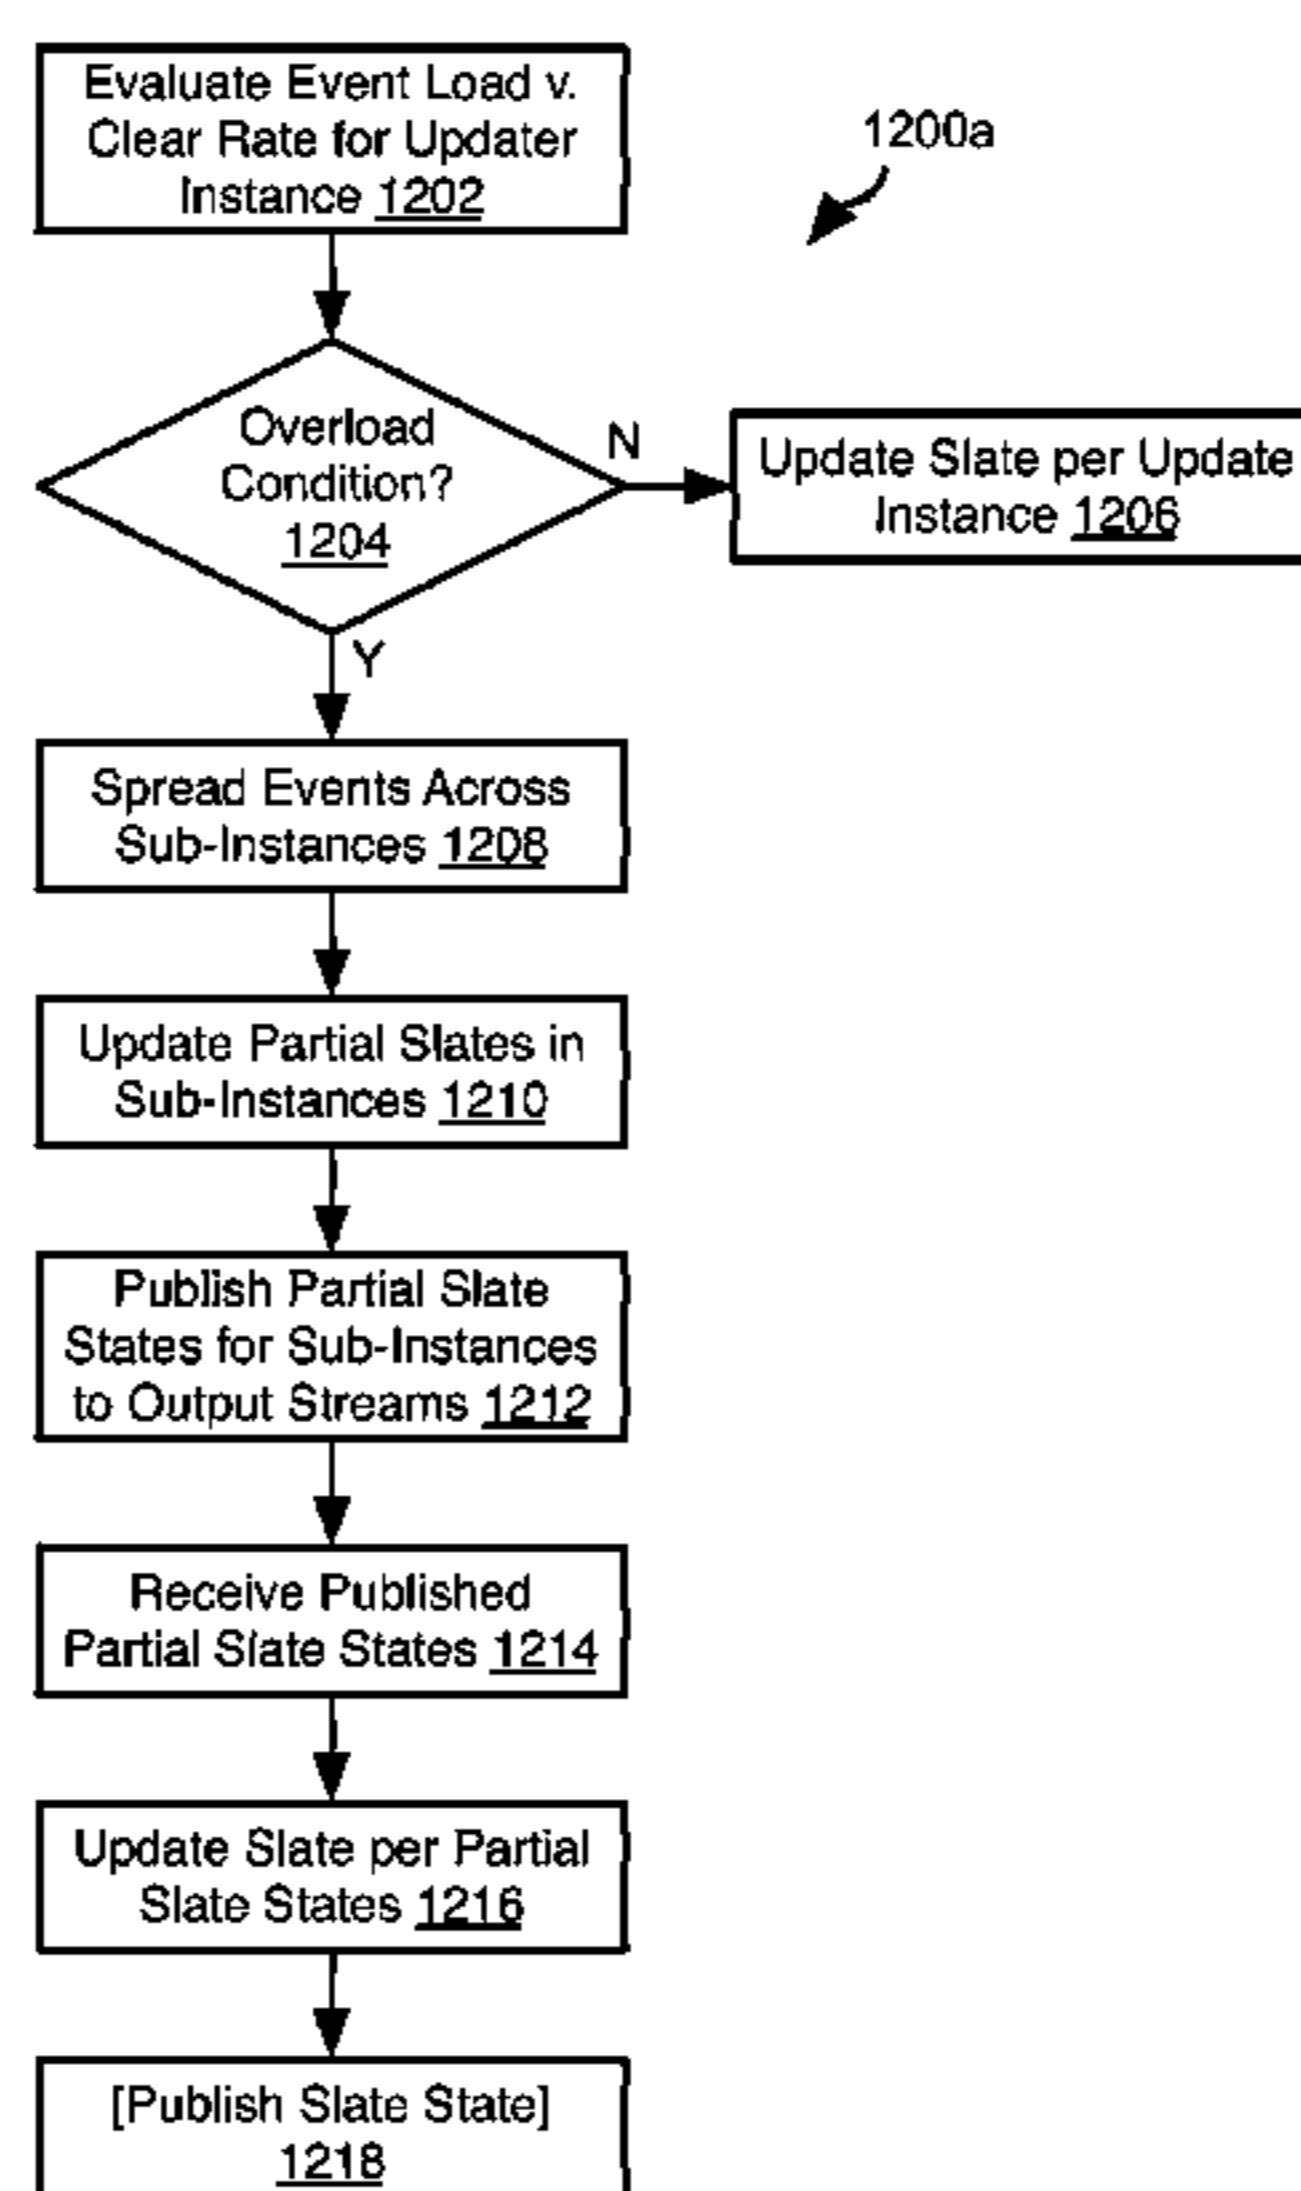 Evaluate Event Load v.
Clear Rate for Updater
Instance 1202
1200a
Overload
Condition?
1204
N
Update Slate per Update
Instance 1206
Y
Spread Events Across
Sub-Instances 1208
Update Partial Slates in
Sub-Instances 1210
Publish Partial Slate
States for Sub-Instances
to Output Streams 1212
Receive Published
Partial Slate States 1214
Update Slate per Partial
Slate States 1216
[Publish Slate State]
1218